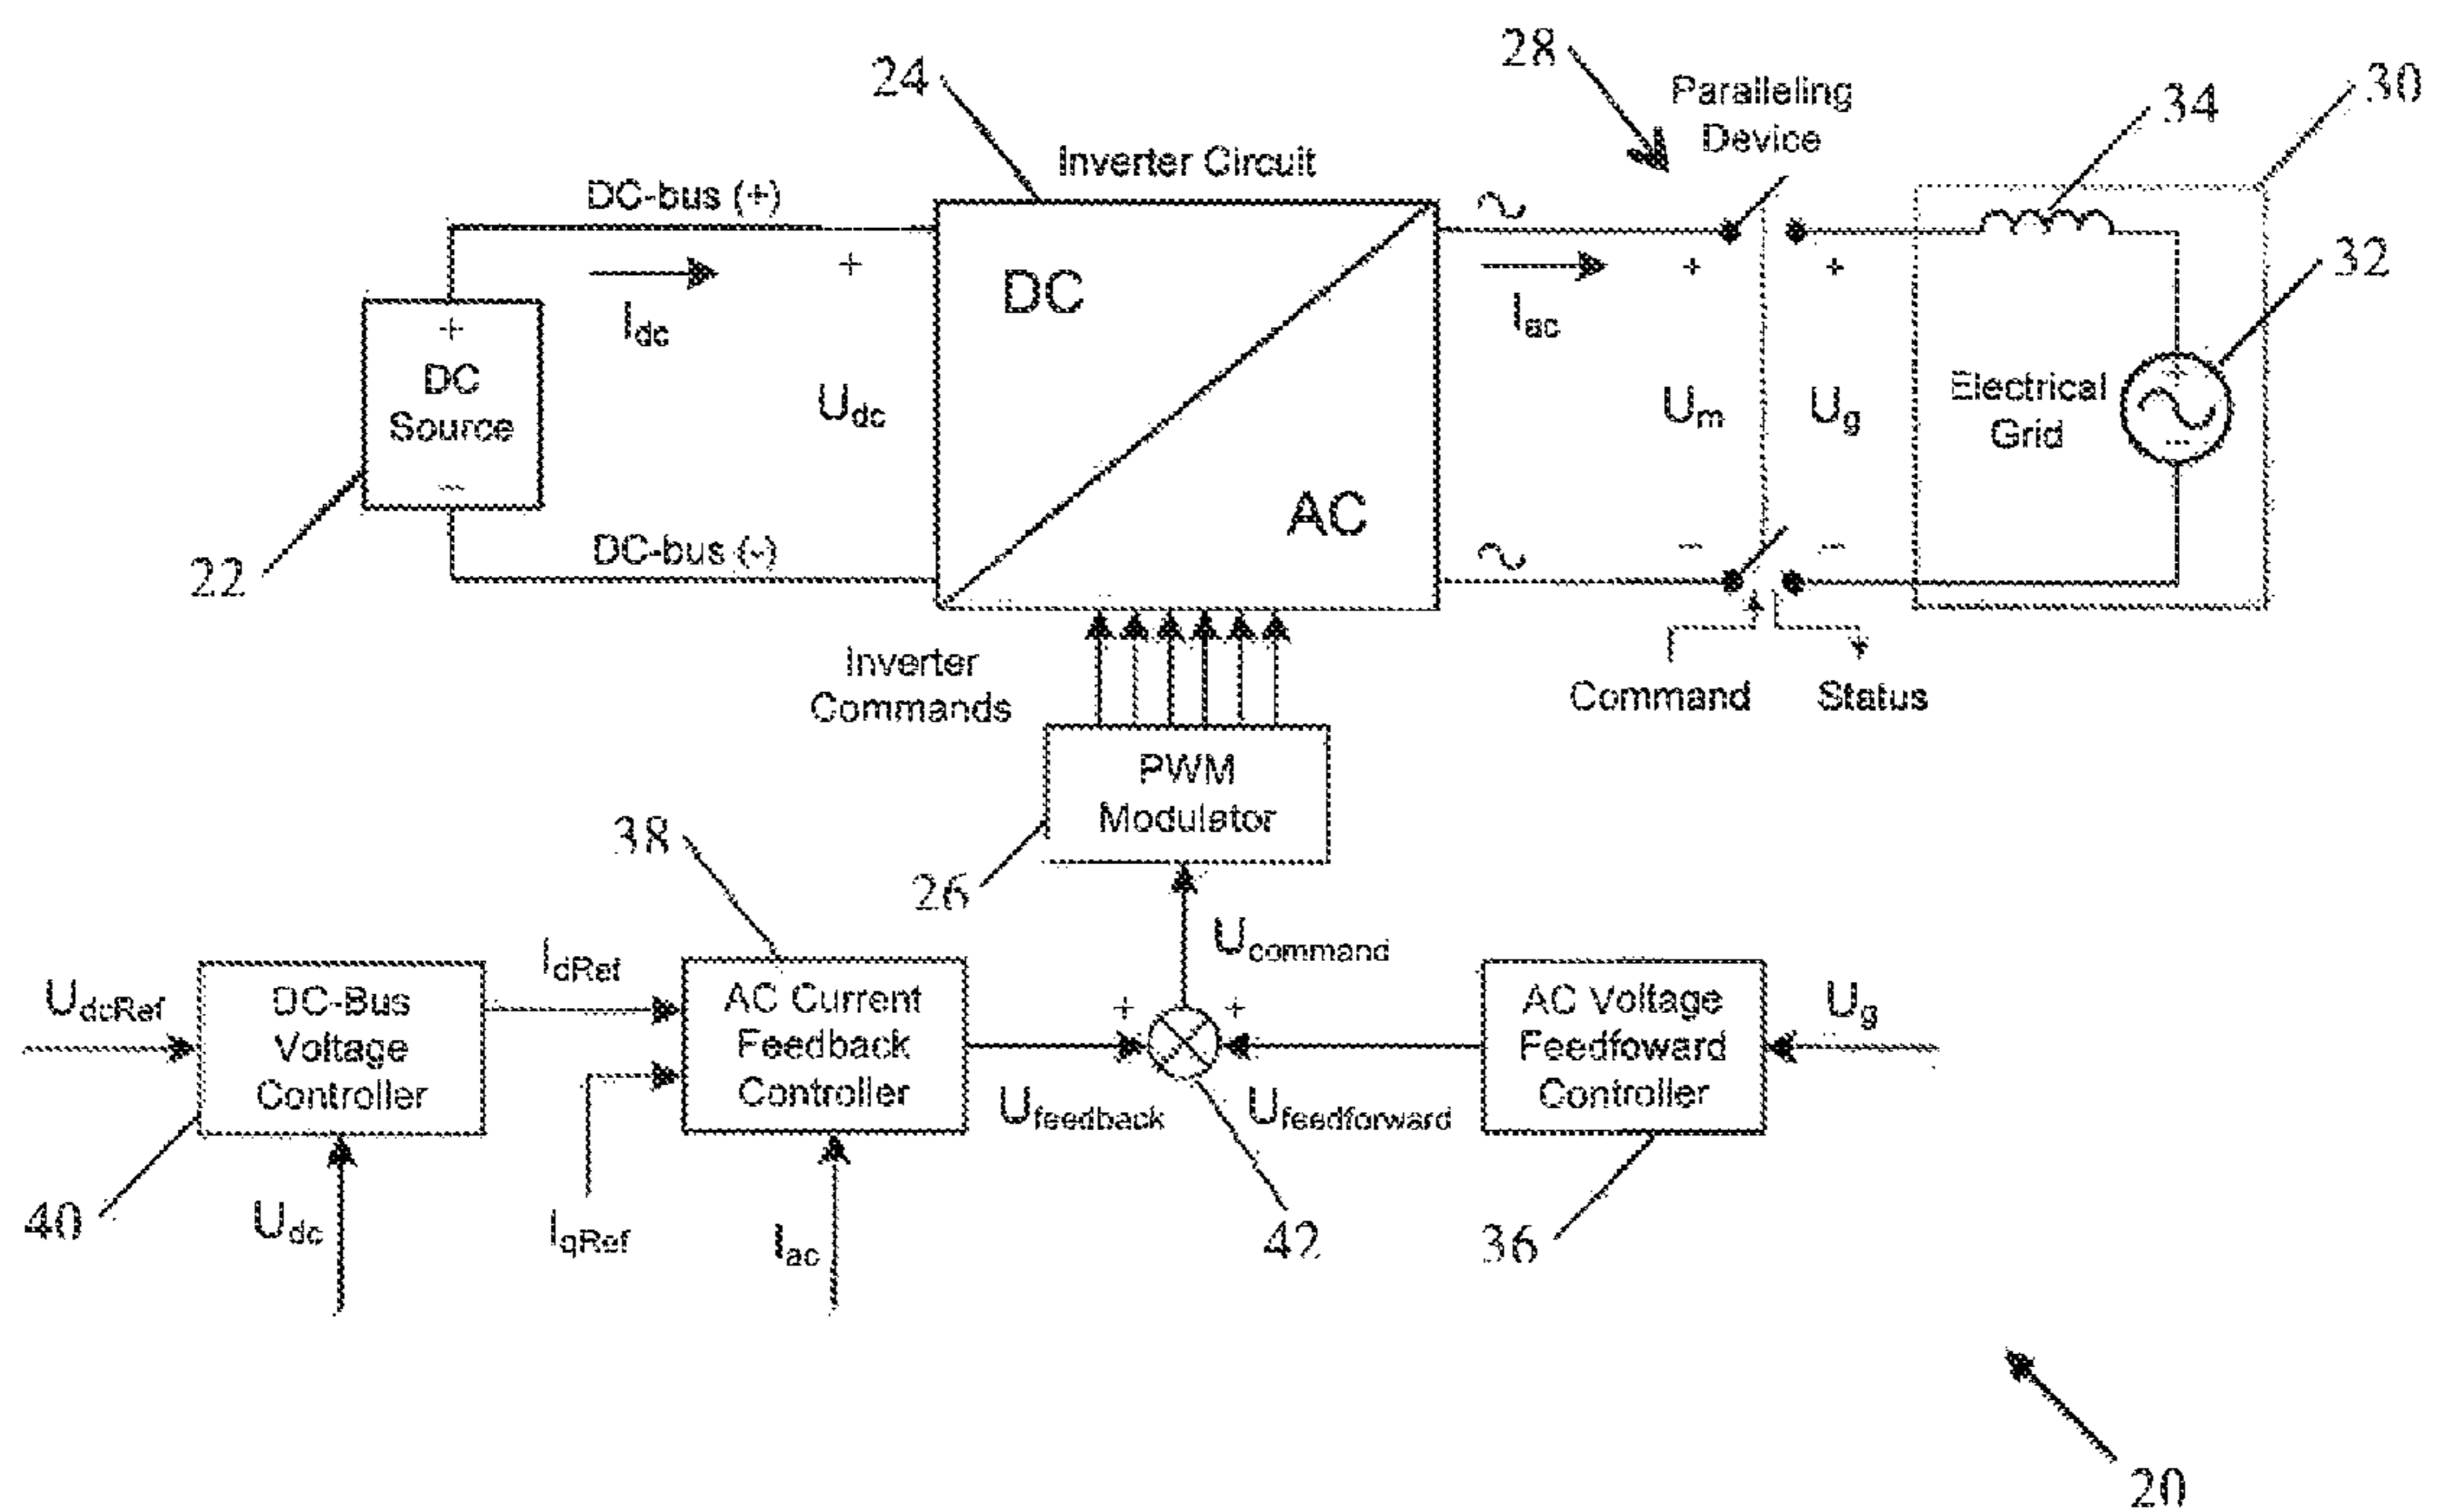 28
Paralleling
Device
30
34
24
Inverter Circuit
DC-bus (+)
∿
+
+
+
32
I_dc
DC
I_ac
+
DC
Source
−
U_dc
U_m
U_g
Electrical
Grid
+
−
AC
DC-bus (-)
∿
−
−
22
Inverter
Commands
Command
Status
PWM
Modulator
38
26
U_command
U_dcRef
DC-Bus
Voltage
Controller
I_dRef
AC Current
Feedback
Controller
+
+
AC Voltage
Feedfoward
Controller
U_g
U_feedback
U_feedforward
40
U_dc
I_qRef
I_ac
42
36
20